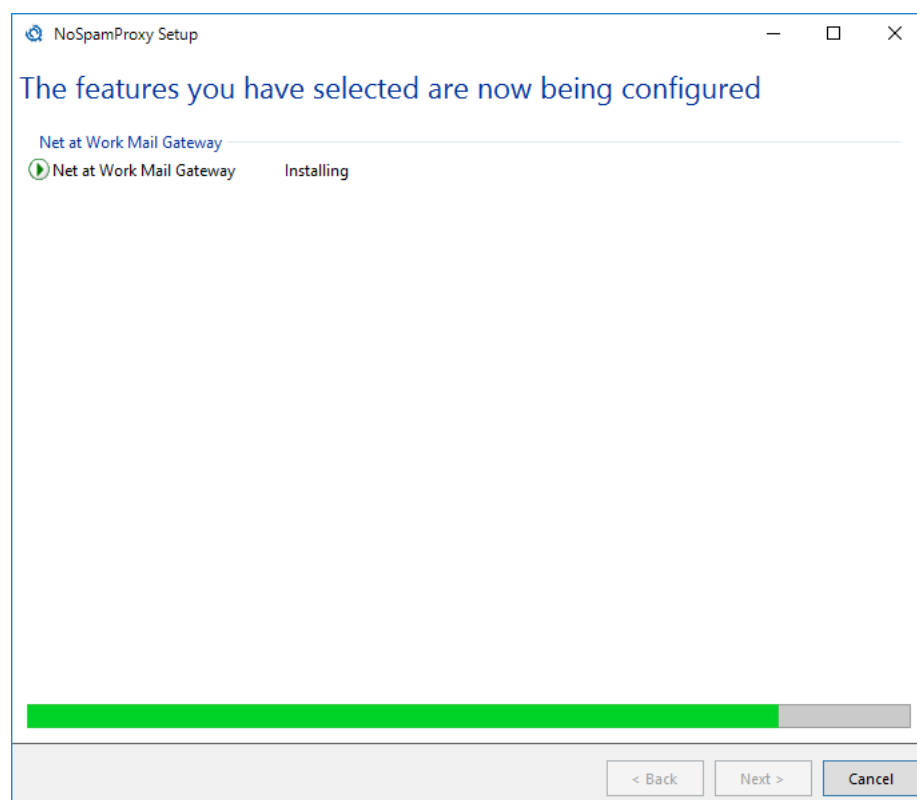 NoSpamProxy Setup
The features you have selected are now being configured
Net at Work Mail Gateway
Net at Work Mail Gateway Installing
< Back Next > Cancel